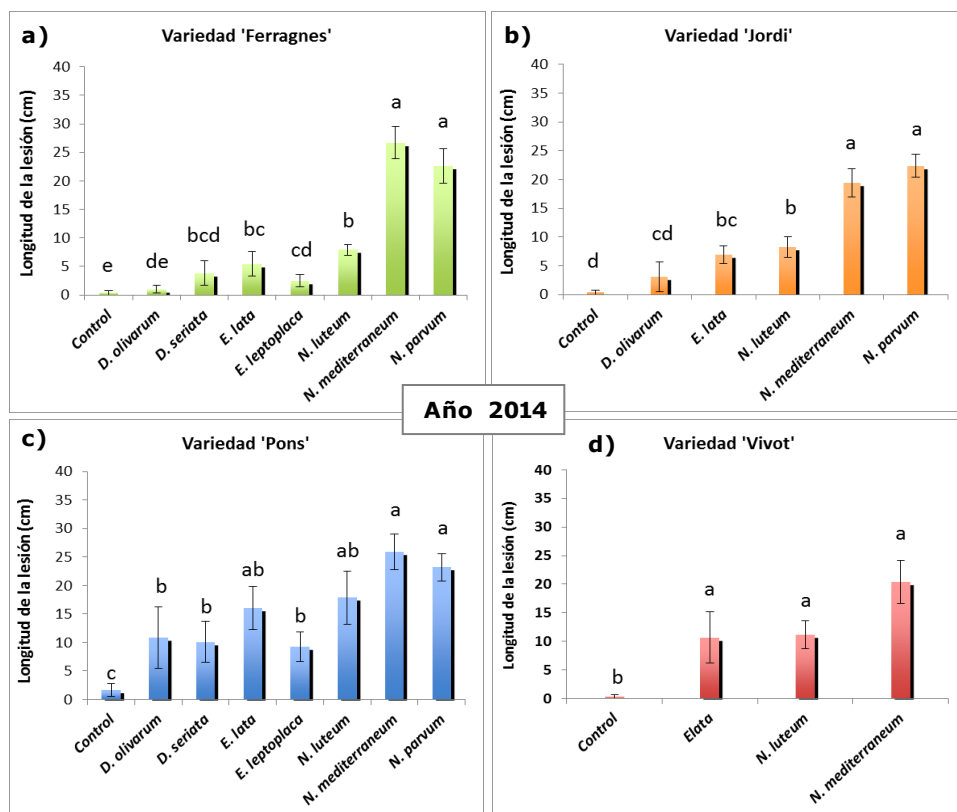 a)
Variedad 'Ferragnes'
Longitud de la lesión (cm)
40
35
30
25
20
15
10
5
0
e
de
bcd
bc
cd
b
a
a
Control
D. olivarum
D. seriata
E. lata
E. leptoplaca
N. luteum
N. mediterraneum
N. parvum
b)
Variedad 'Jordi'
Longitud de la lesión (cm)
40
35
30
25
20
15
10
5
0
d
cd
bc
b
a
a
Control
D. olivarum
E. lata
N. luteum
N. mediterraneum
N. parvum
Año 2014
c)
Variedad 'Pons'
Longitud de la lesión (cm)
40
35
30
25
20
15
10
5
0
c
b
b
ab
b
ab
a
a
Control
D. olivarum
D. seriata
E. lata
E. leptoplaca
N. luteum
N. mediterraneum
N. parvum
d)
Variedad 'Vivot'
Longitud de la lesión (cm)
40
35
30
25
20
15
10
5
0
b
a
a
a
Control
Elata
N. luteum
N. mediterraneum